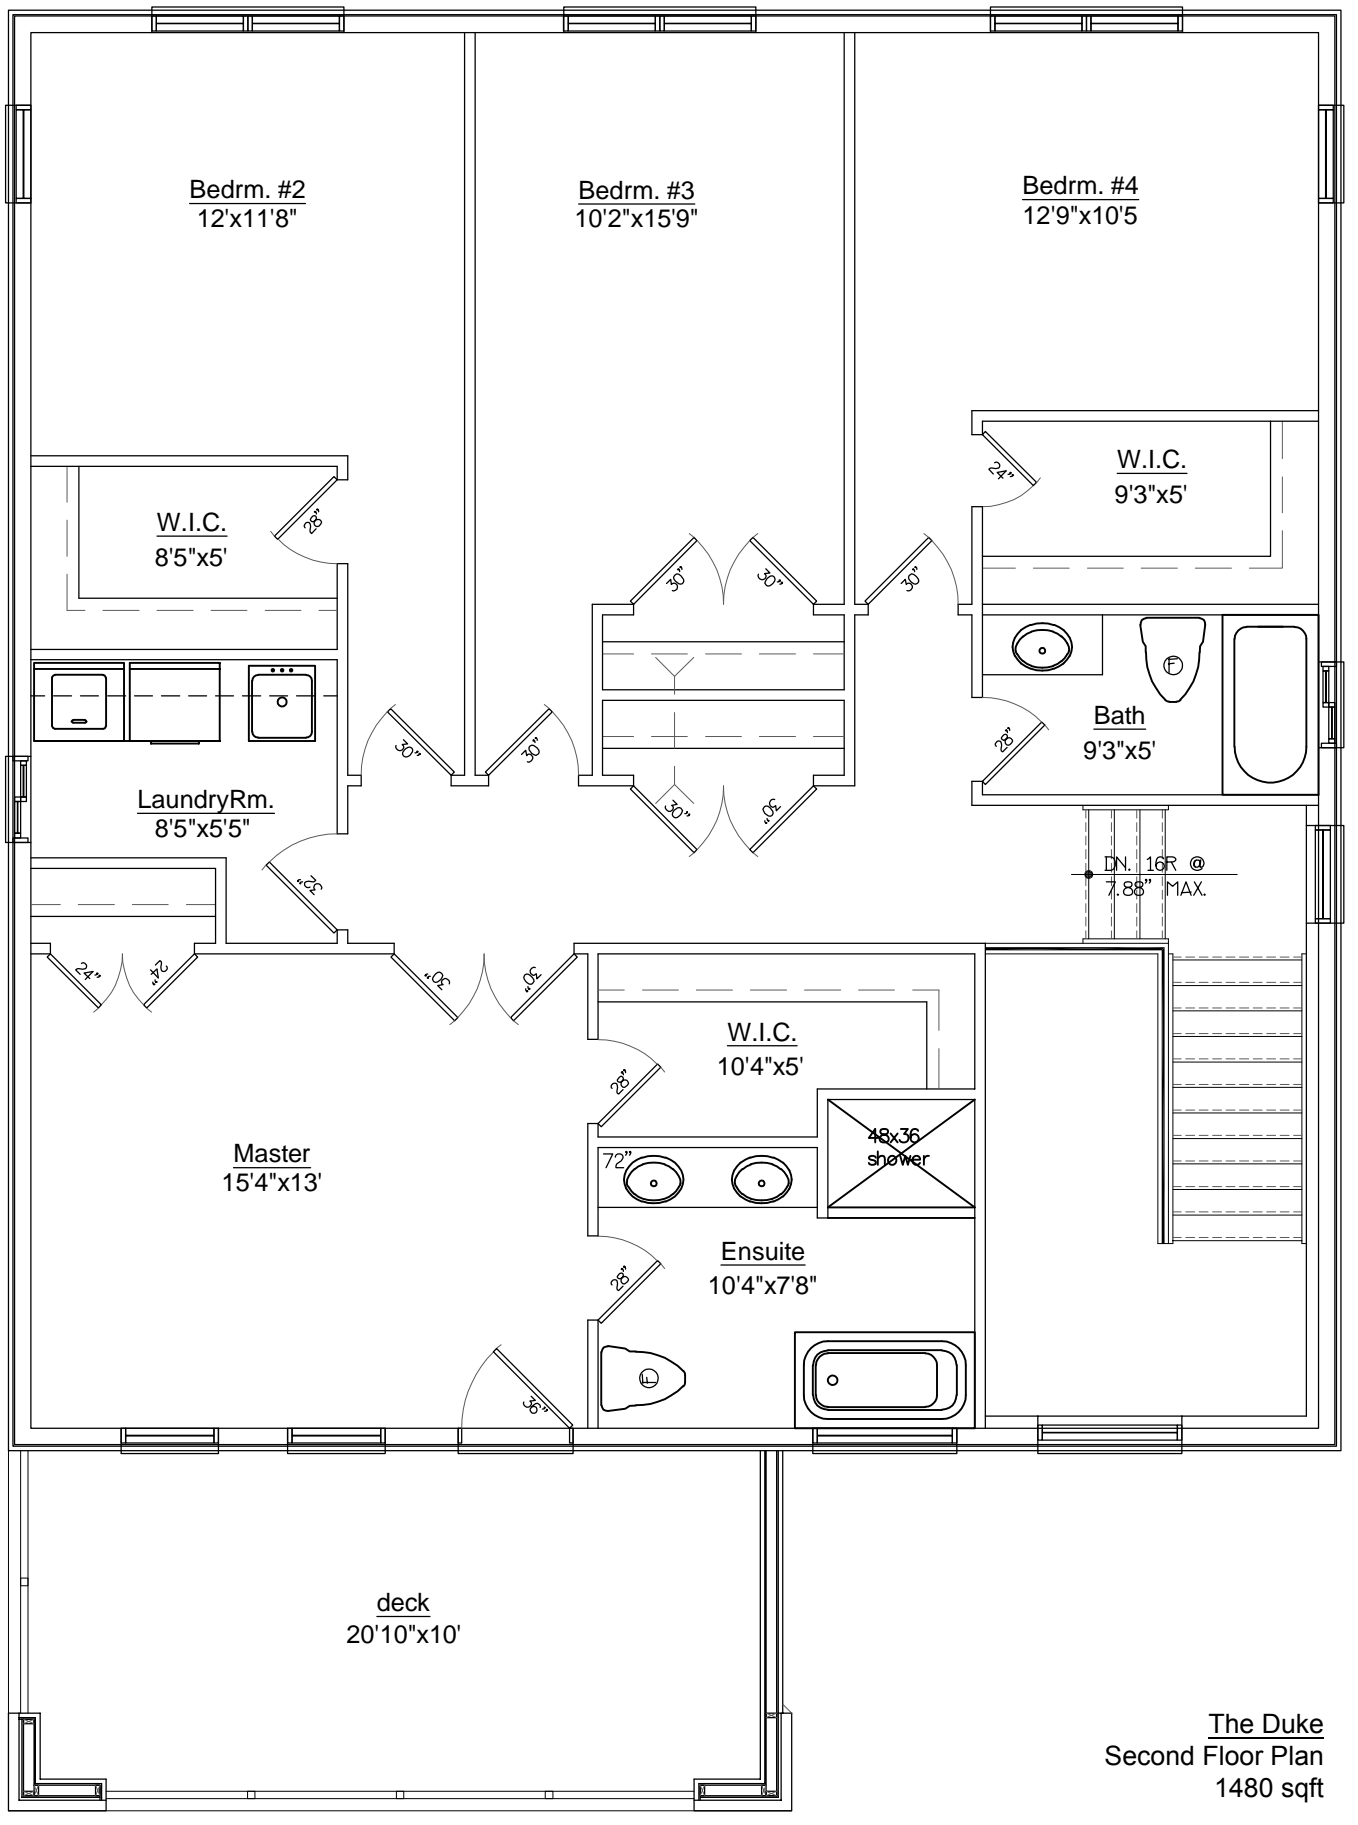 Bedrm. #2
12'x11'8"
Bedrm. #3
10'2"x15'9"
Bedrm. #4
12'9"x10'5
W.I.C.
9'3"x5'
24"
W.I.C.
8'5"x5'
28"
30"
30"
30"
F
Bath
9'3"x5'
28"
30"
30"
30"
30"
LaundryRm.
8'5"x5'5"
32"
DN. 16R @
7.88" MAX.
24"
24"
30"
30"
W.I.C.
10'4"x5'
28"
48x36
shower
72"
Master
15'4"x13'
Ensuite
10'4"x7'8"
28"
F
36"
deck
20'10"x10'
The Duke
Second Floor Plan
1480 sqft